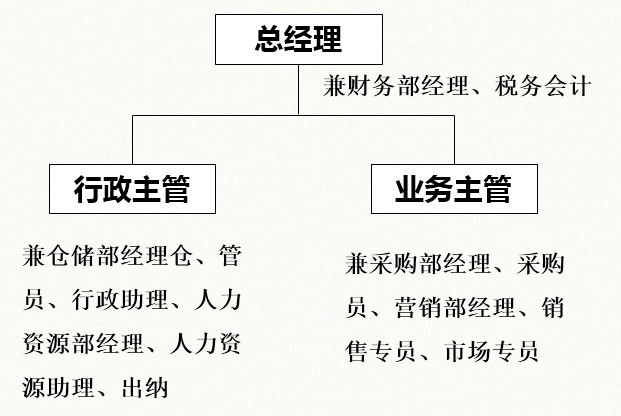 总经理
兼财务部经理、税务会计
行政主管
业务主管
兼仓储部经理仓、管
员、行政助理、人力
资源部经理、人力资
源助理、出纳
兼采购部经理、采购
员、营销部经理、销
售专员、市场专员